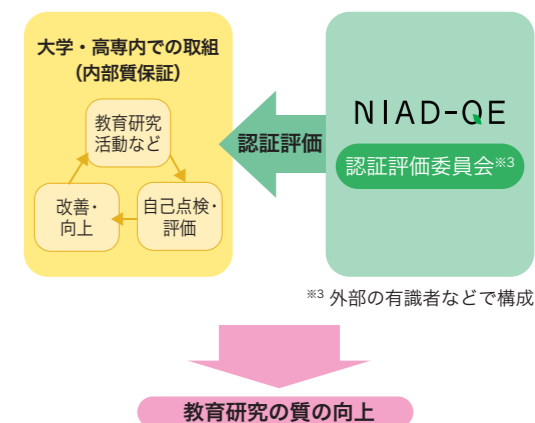 大学・高専内での取組
（内部質保証）
教育研究
活動など
改善・
向上
自己点検・
評価
認証評価
NIAD-QE
認証評価委員会※3
※3 外部の有識者などで構成
教育研究の質の向上